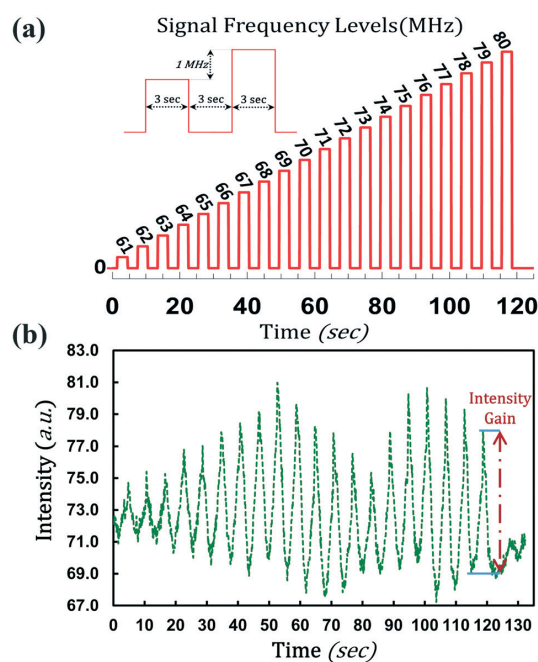 (a) Signal Frequency Levels(MHz)
1 MHz
3 sec 3 sec 3 sec
61 62 63 64 65 66 67 68 69 70 71 72 73 74 75 76 77 78 79 80
0
0 20 40 60 80 100 120
Time (sec)
(b)
83.0
81.0
79.0
77.0
75.0
73.0
71.0
69.0
67.0
Intensity (a.u.)
Intensity
Gain
0 10 20 30 40 50 60 70 80 90 100 110 120 130
Time (sec)